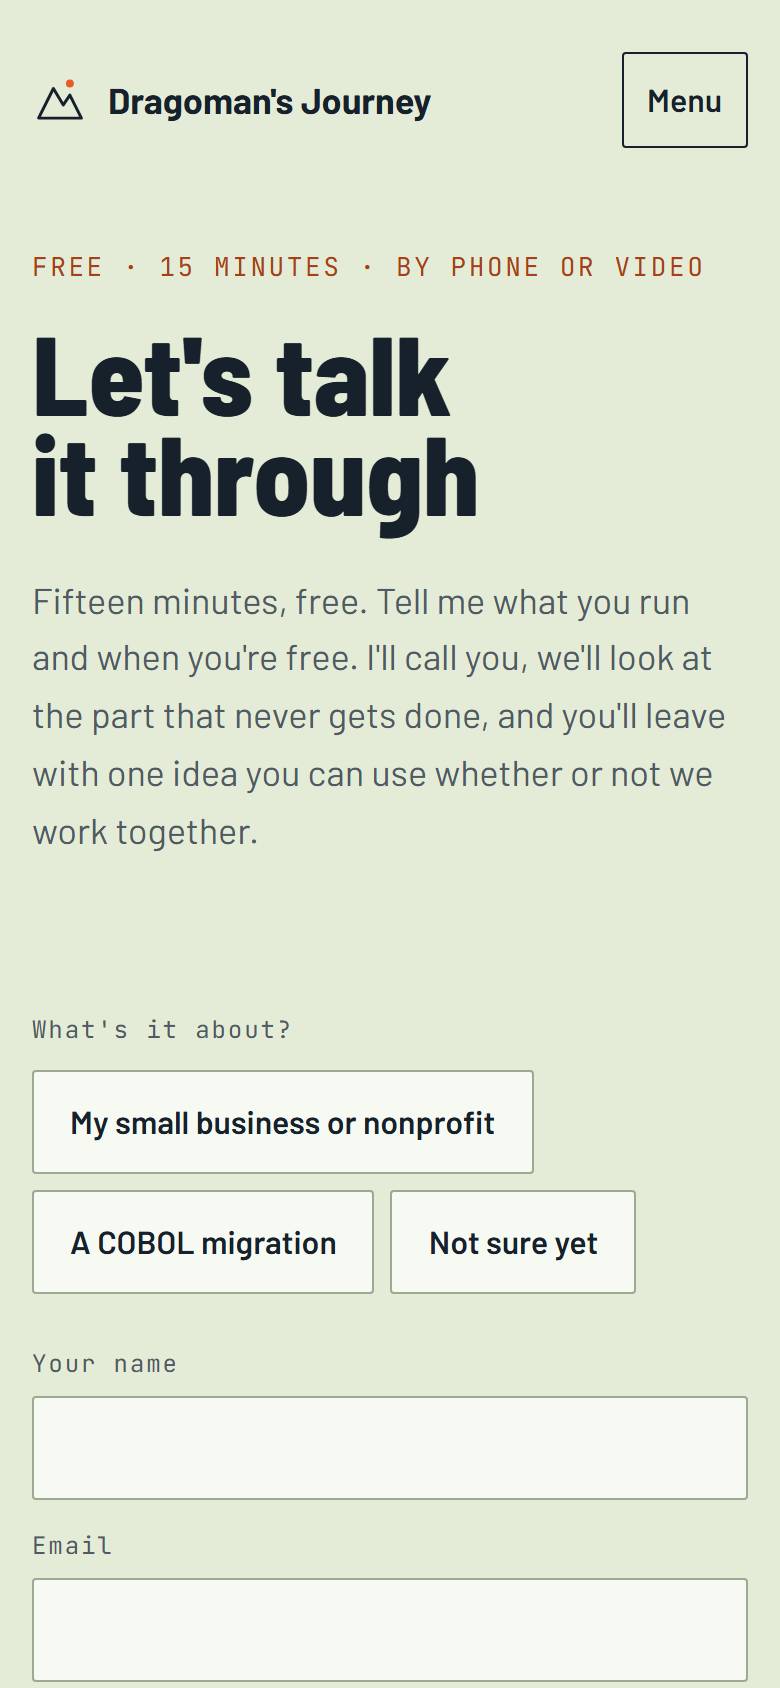 Dragoman's Journey
Menu
FREE · 15 MINUTES · BY PHONE OR VIDEO
Let's talk
it through
Fifteen minutes, free. Tell me what you run
and when you're free. I'll call you, we'll look at
the part that never gets done, and you'll leave
with one idea you can use whether or not we
work together.
What's it about?
My small business or nonprofit
A COBOL migration
Not sure yet
Your name
Email